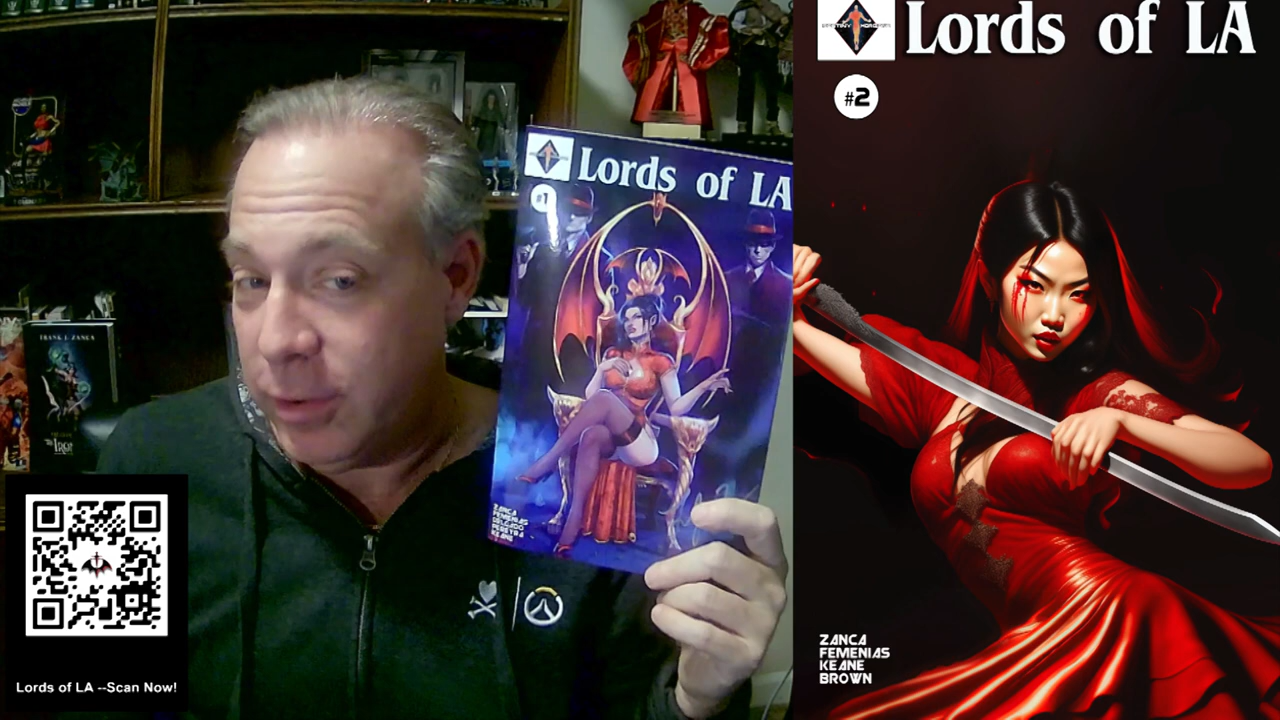 Lords of LA
#2
Lords of LA
#1
FRANK J. ZANCA
ZANCA
FEMENIAS
DELGADO
PEREYRA
KEANE
ZANCA
FEMENIAS
KEANE
BROWN
Lords of LA --Scan Now!